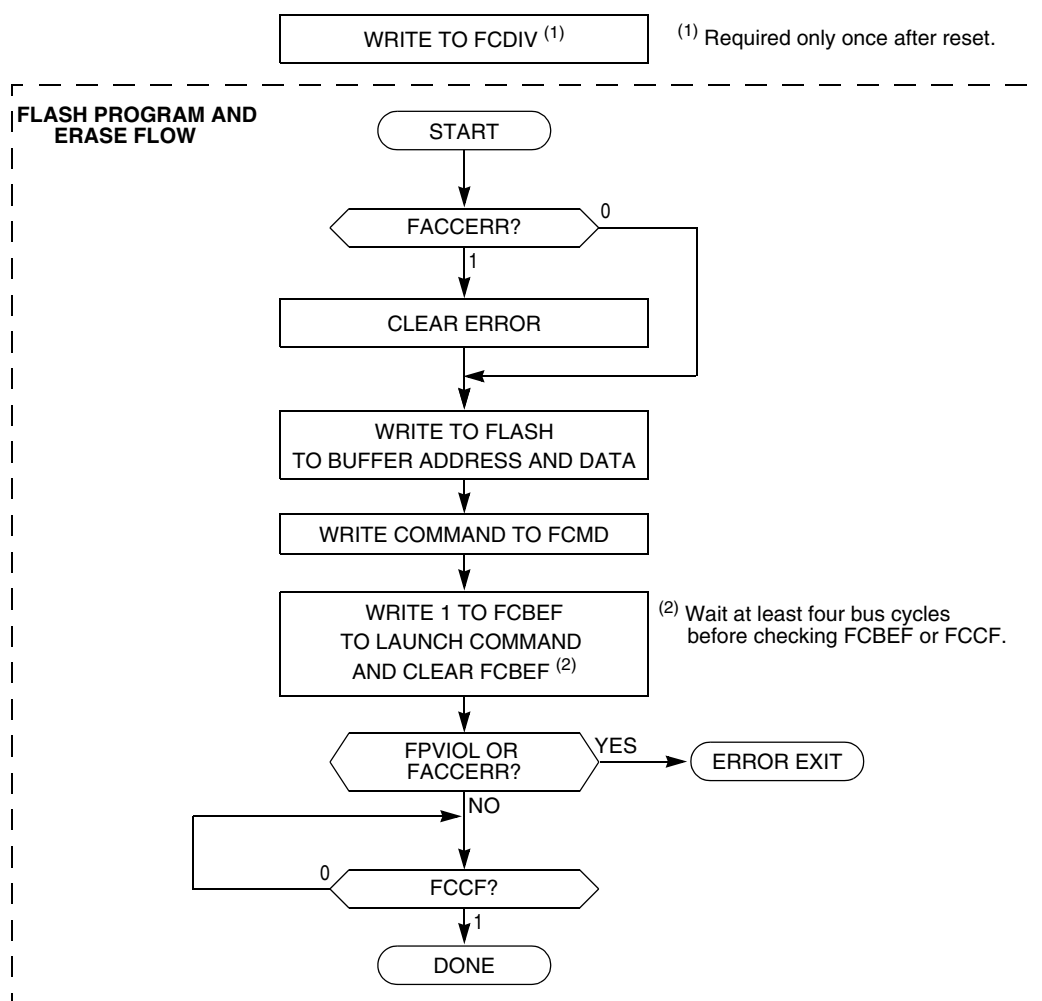 WRITE TO FCDIV (1)
(1) Required only once after reset.
FLASH PROGRAM AND
ERASE FLOW
START
FACCERR?
0
1
CLEAR ERROR
WRITE TO FLASH
TO BUFFER ADDRESS AND DATA
WRITE COMMAND TO FCMD
WRITE 1 TO FCBEF
TO LAUNCH COMMAND
AND CLEAR FCBEF (2)
(2) Wait at least four bus cycles
before checking FCBEF or FCCF.
FPVIOL OR
FACCERR?
YES
ERROR EXIT
NO
0
FCCF?
1
DONE